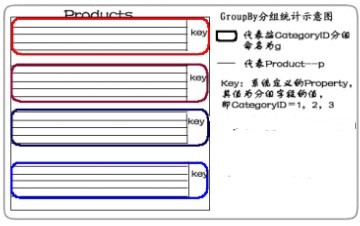 Products
key
key
key
key
GroupBy分组统计示意图
代表按CategoryID分组
命名为g
代表Product--p
Key: 系统定义的Property,
其值为分组字段的值,
即CategoryID=1, 2, 3